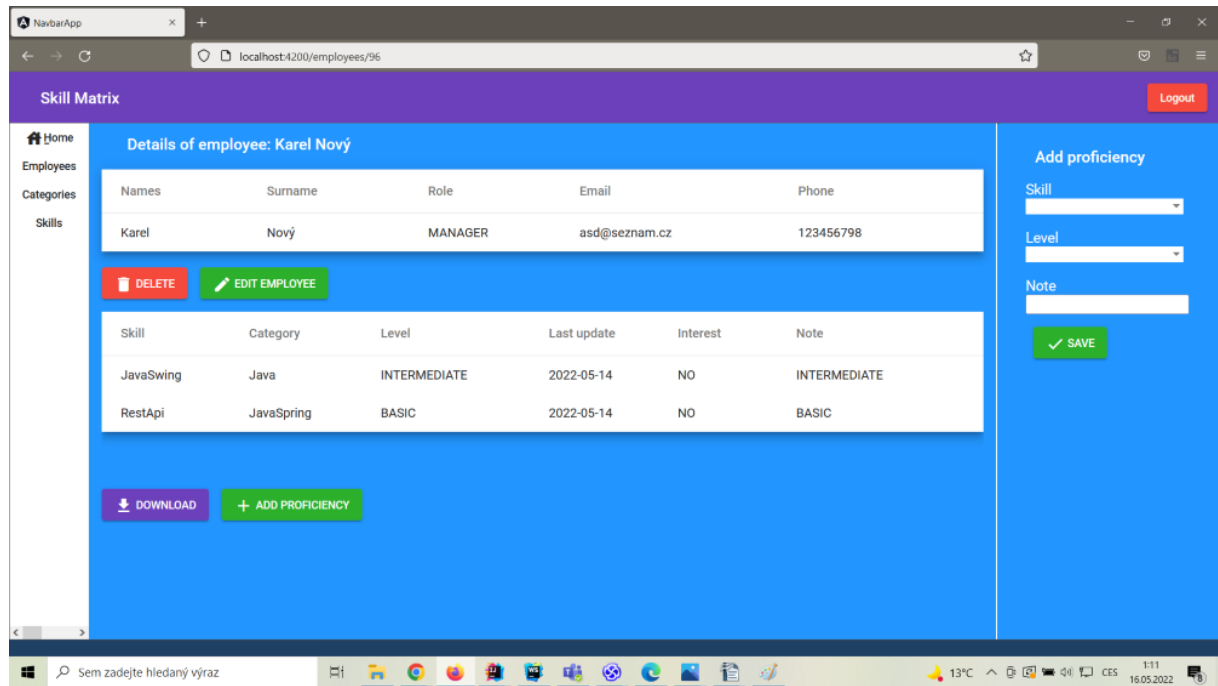 NavbarApp
localhost:4200/employees/96
Skill Matrix
Logout
Home
Employees
Categories
Skills
Details of employee: Karel Nový
Names Surname Role Email Phone
Karel Nový MANAGER asd@seznam.cz 123456798
DELETE EDIT EMPLOYEE
Skill Category Level Last update Interest Note
JavaSwing Java INTERMEDIATE 2022-05-14 NO INTERMEDIATE
RestApi JavaSpring BASIC 2022-05-14 NO BASIC
DOWNLOAD ADD PROFICIENCY
Add proficiency
Skill
Level
Note
SAVE
Sem zadejte hledaný výraz
13°C CES
1:11
16.05.2022
8